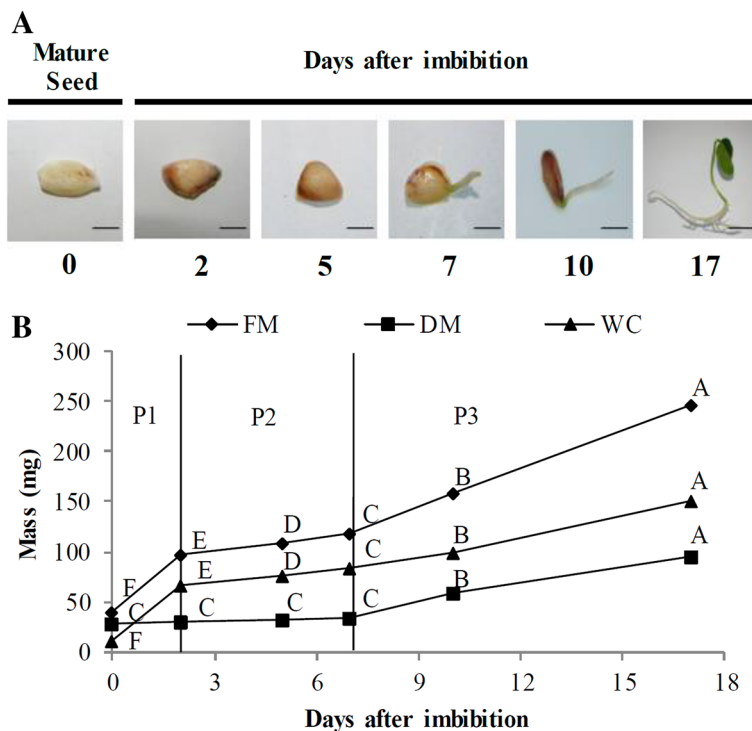 A
Mature
Seed
Days after imbibition
0 2 5 7 10 17
B
FM DM WC
300
250
200
150
100
50
0
Mass (mg)
P1 P2 P3
F E D C B A
F E D C B A
C C C C B A
0 3 6 9 12 15 18
Days after imbibition